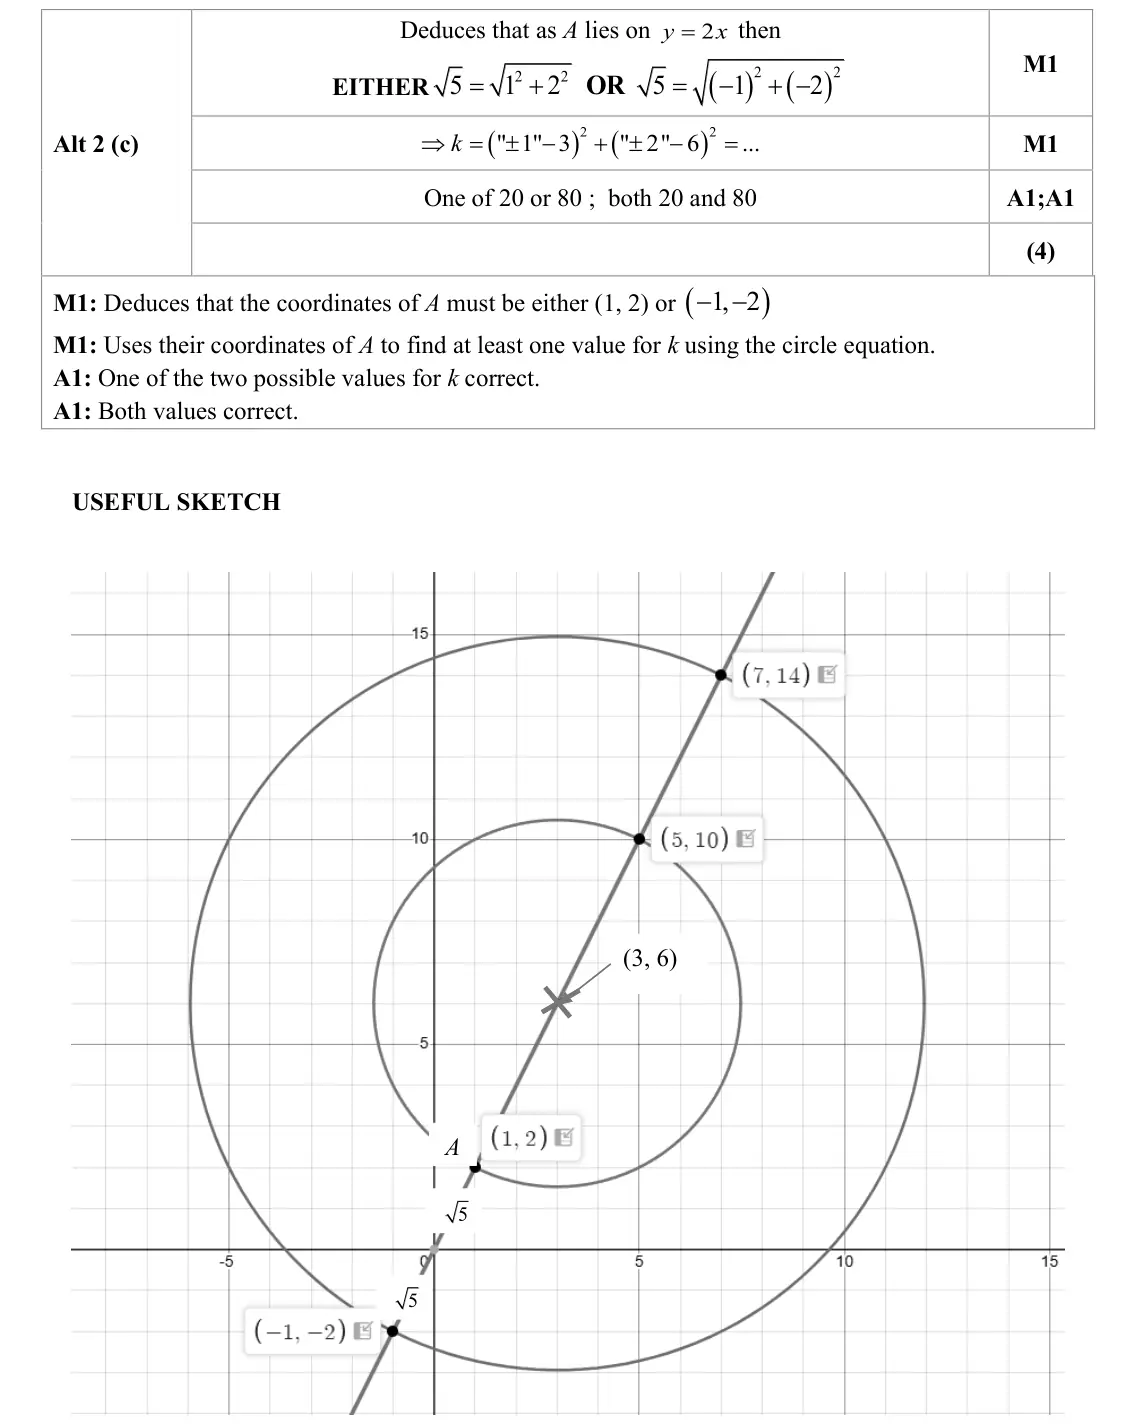 Deduces that as A lies on y = 2x then
EITHER √5 = √(1² + 2²) OR √5 = √((−1)² + (−2)²)
M1
Alt 2 (c)
⇒ k = ("±1"−3)² + ("±2"−6)² = ...
M1
One of 20 or 80 ; both 20 and 80
A1;A1
(4)
M1: Deduces that the coordinates of A must be either (1, 2) or (−1,−2)
M1: Uses their coordinates of A to find at least one value for k using the circle equation.
A1: One of the two possible values for k correct.
A1: Both values correct.
USEFUL SKETCH
15
(7, 14)
10
(5, 10)
(3, 6)
5
A
(1, 2)
√5
-5
0
5
10
15
√5
(−1, −2)